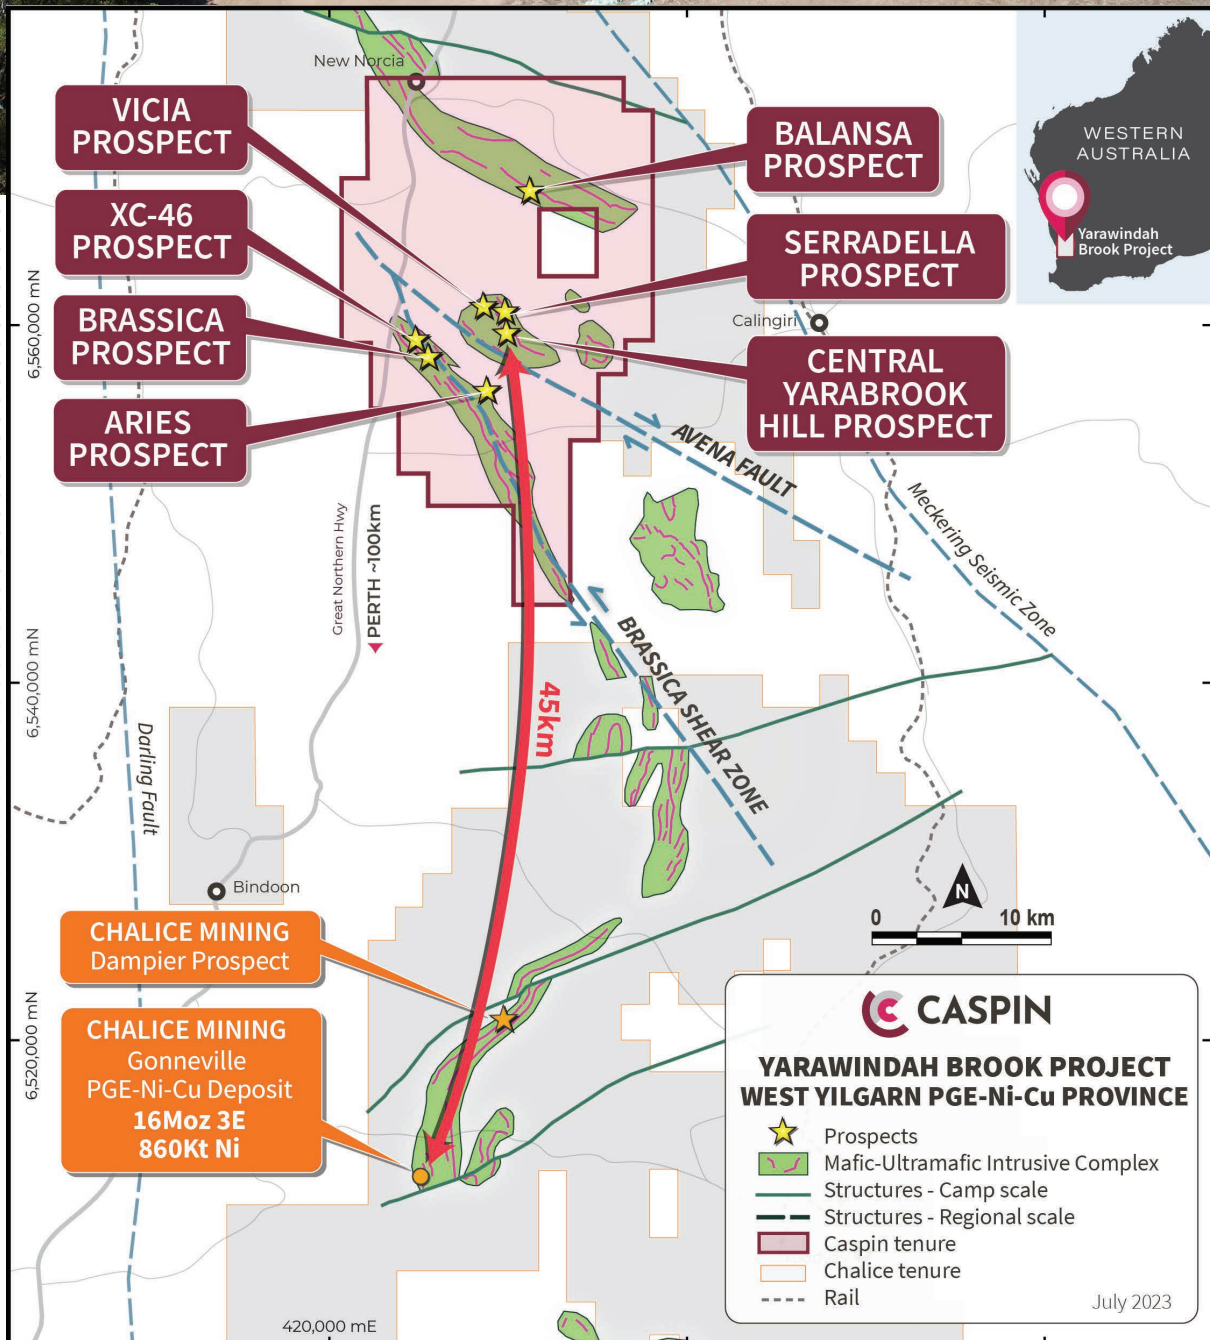 New Norcia
VICIA
PROSPECT
BALANSA
PROSPECT
WESTERN
AUSTRALIA
Yarawindah
Brook Project
XC-46
PROSPECT
SERRADELLA
PROSPECT
BRASSICA
PROSPECT
Calingiri
CENTRAL
YARABROOK
HILL PROSPECT
ARIES
PROSPECT
6,560,000 mN
AVENA FAULT
Meckering Seismic Zone
Great Northern Hwy
PERTH ~100km
BRASSICA SHEAR ZONE
45km
6,540,000 mN
Darling Fault
Bindoon
N
0 10 km
CHALICE MINING
Dampier Prospect
CHALICE MINING
Gonneville
PGE-Ni-Cu Deposit
16Moz 3E
860Kt Ni
6,520,000 mN
CASPIN
YARAWINDAH BROOK PROJECT
WEST YILGARN PGE-Ni-Cu PROVINCE
Prospects
Mafic-Ultramafic Intrusive Complex
Structures - Camp scale
Structures - Regional scale
Caspin tenure
Chalice tenure
Rail
July 2023
420,000 mE